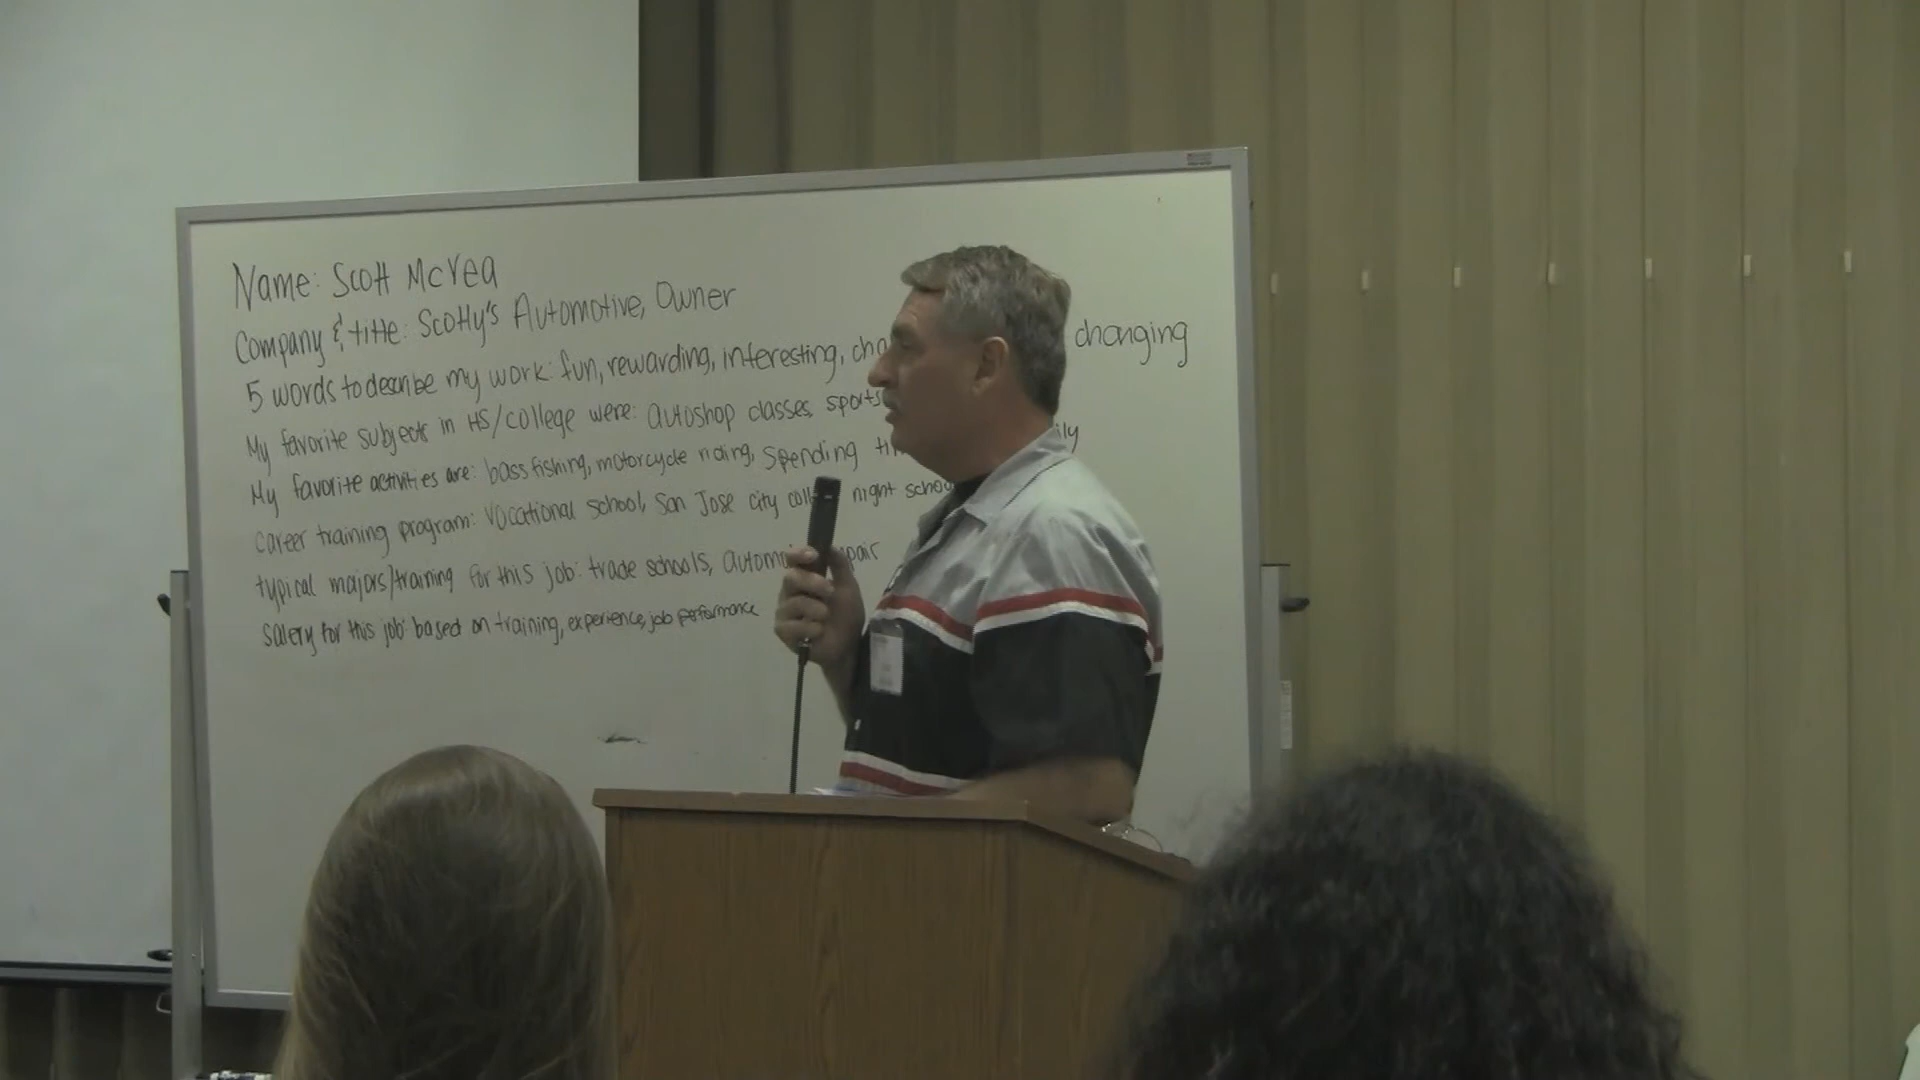 Name: Scott McVea
Company & title: Scotty's Automotive, Owner
5 words to describe my work: fun, rewarding, interesting, changing
My favorite subjects in HS/college were: autoshop classes, sports
My favorite activities are: bass fishing, motorcycle riding, spending
career training program: vocational school, San Jose city night
typical majors/training for this job: trade schools,
salery for this job: based on training, experience, job performance